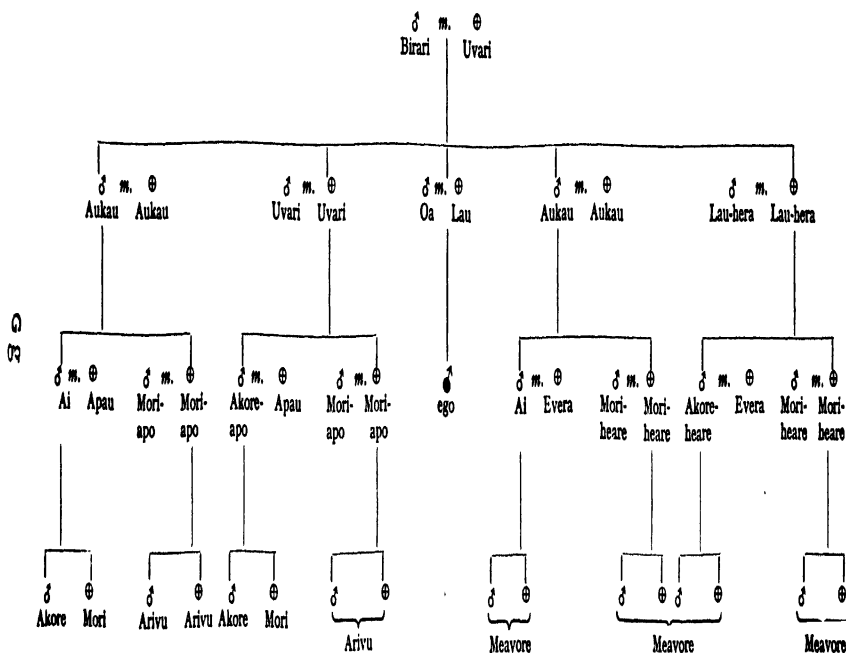 ♂ m. ⊕
Birari Uvari
♂ m. ⊕ ♂ m. ⊕ ♂ m. ⊕ ♂ m. ⊕ ♂ m. ⊕
Aukau Aukau Uvari Uvari Oa Lau Aukau Aukau Lau-hera Lau-hera
G g
♂ m. ⊕ ♂ m. ⊕ ♂ m. ⊕ ♂ m. ⊕ ♂ ♂ m. ⊕ ♂ m. ⊕ ♂ m. ⊕ ♂ m. ⊕
Ai Apau Mori- Mori- Akore- Apau Mori- Mori- ego Ai Evera Mori- Mori- Akore- Evera Mori- Mori-
apo apo apo apo apo heare heare heare heare heare
♂ ⊕ ♂ ⊕ ♂ ⊕ ♂ ⊕ ♂ ⊕ ♂ ⊕ ♂ ⊕ ♂ ⊕
Akore Mori Arivu Arivu Akore Mori
Arivu Meavore Meavore Meavore